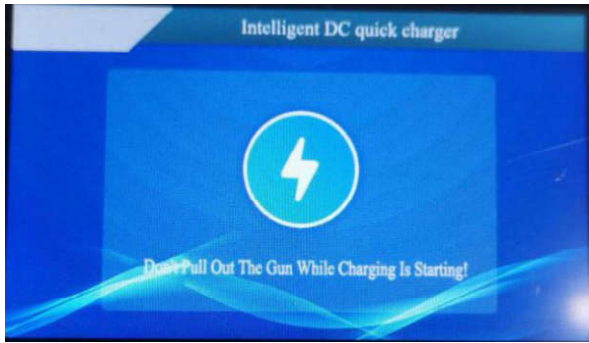 Intelligent DC quick charger
Don't Pull Out The Gun While Charging Is Starting!